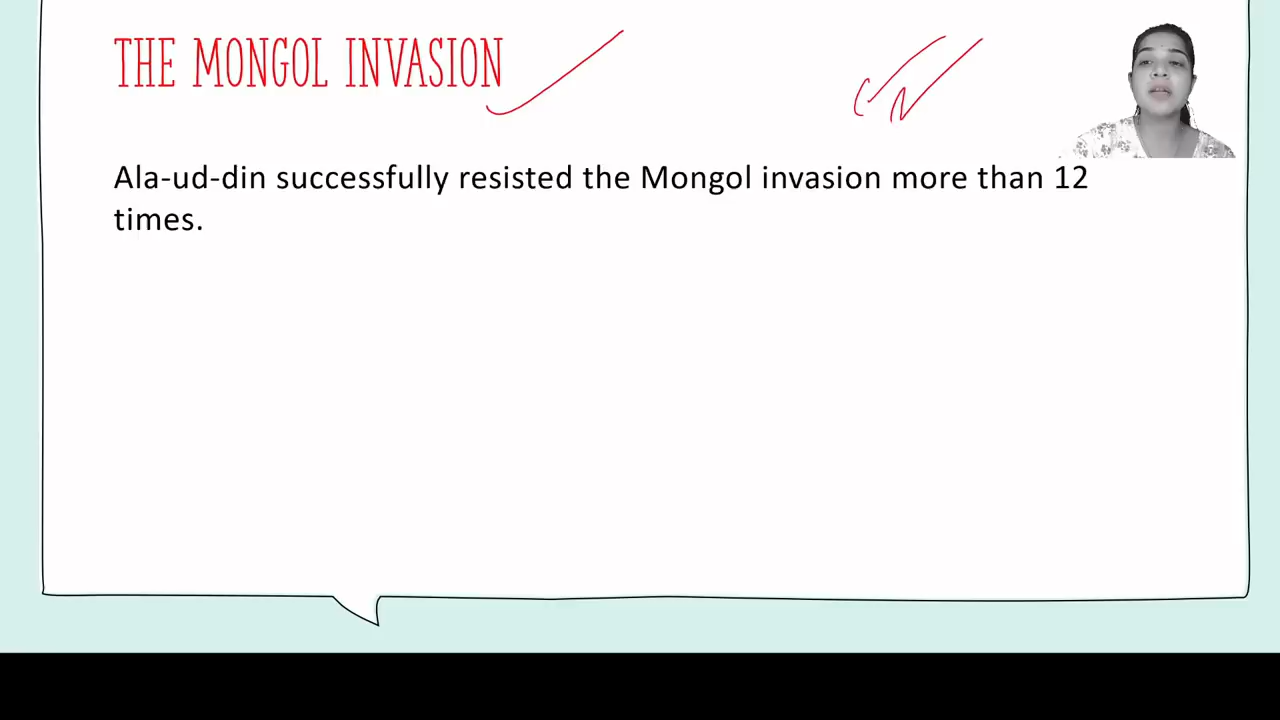 THE MONGOL INVASION
Ala-ud-din successfully resisted the Mongol invasion more than 12
times.